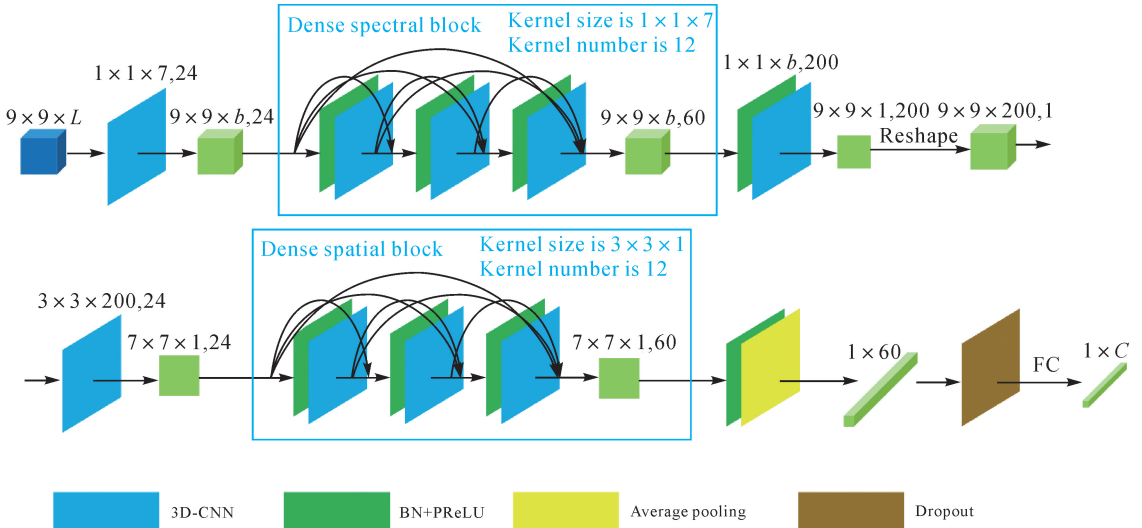 Dense spectral block
Kernel size is 1 × 1 × 7
Kernel number is 12
1 × 1 × 7,24
1 × 1 × b,200
9 × 9 × L
9 × 9 × b,24
9 × 9 × b,60
9 × 9 × 1,200
9 × 9 × 200,1
Reshape
Dense spatial block
Kernel size is 3 × 3 × 1
Kernel number is 12
3 × 3 × 200,24
7 × 7 × 1,24
7 × 7 × 1,60
1 × 60
FC
1 × C
3D-CNN
BN+PReLU
Average pooling
Dropout